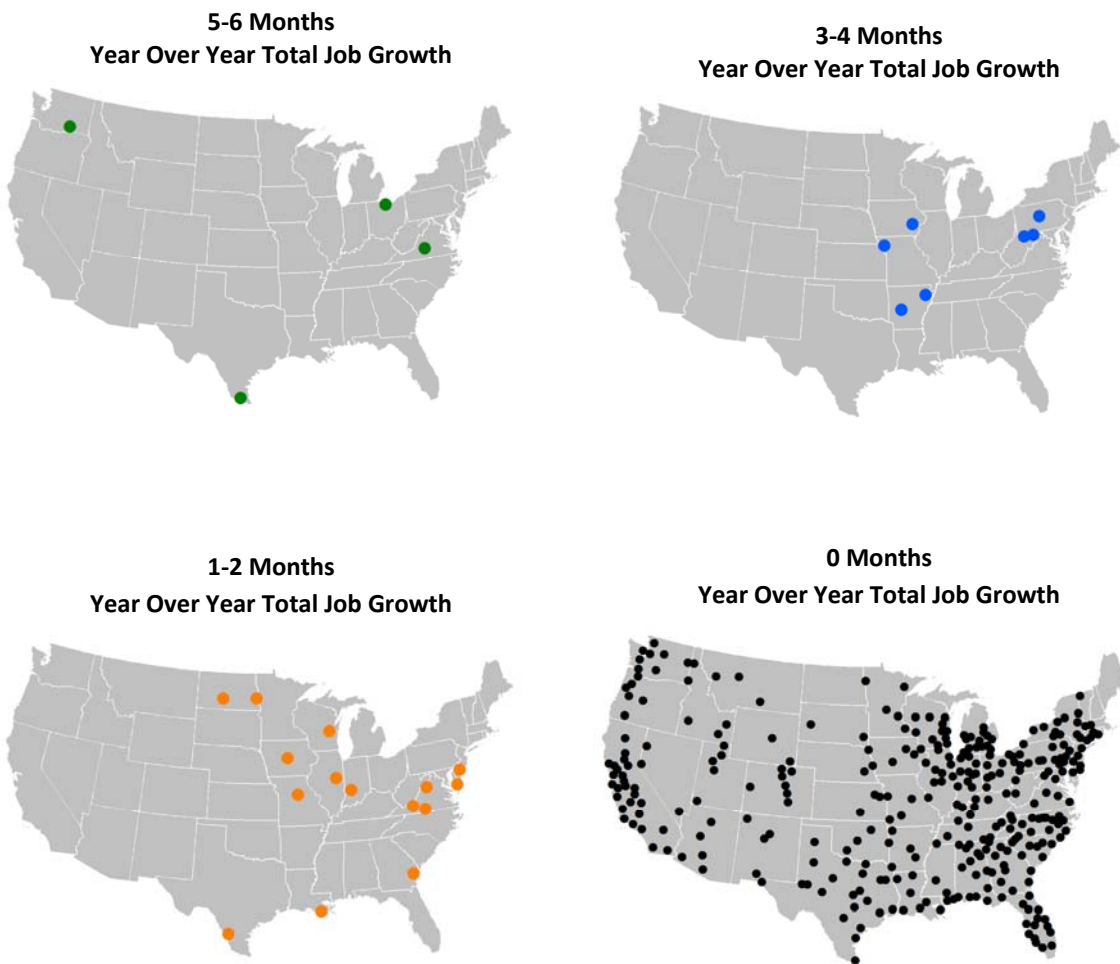 5-6 Months
Year Over Year Total Job Growth
3-4 Months
Year Over Year Total Job Growth
1-2 Months
Year Over Year Total Job Growth
0 Months
Year Over Year Total Job Growth